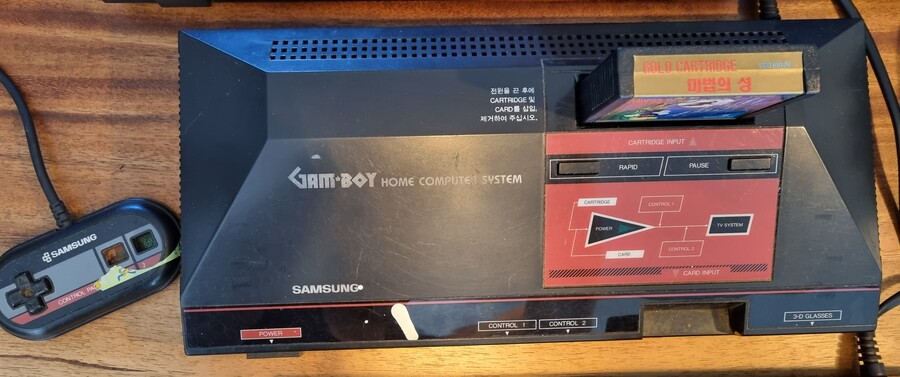 GOLD CARTRIDGE
마법의 성
전원을 끈 후에
CARTRIDGE 및
CARD를 삽입,
제거하여 주십시오.
CARTRIDGE INPUT
RAPID
PAUSE
GAM*BOY HOME COMPUTER SYSTEM
CARTRIDGE
CONTROL 1
POWER
TV SYSTEM
CONTROL 2
CARD
CARD INPUT
SAMSUNG
CONTROL PAD
SAMSUNG
POWER
CONTROL 1
CONTROL 2
3-D GLASSES